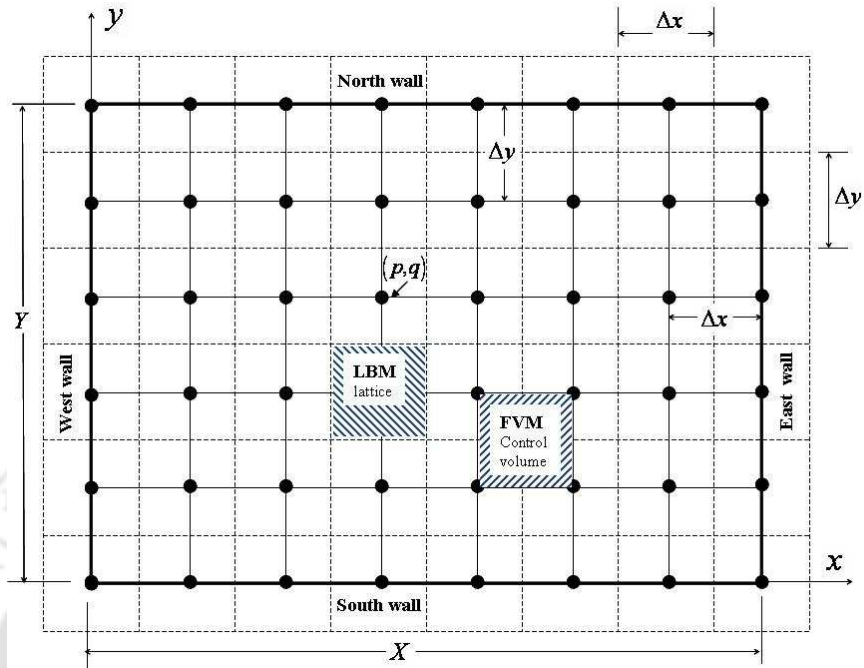 y
Δx
North wall
Δy
Δy
(p,q)
Y
Δx
West wall
LBM
lattice
East wall
FVM
Control
volume
x
South wall
X